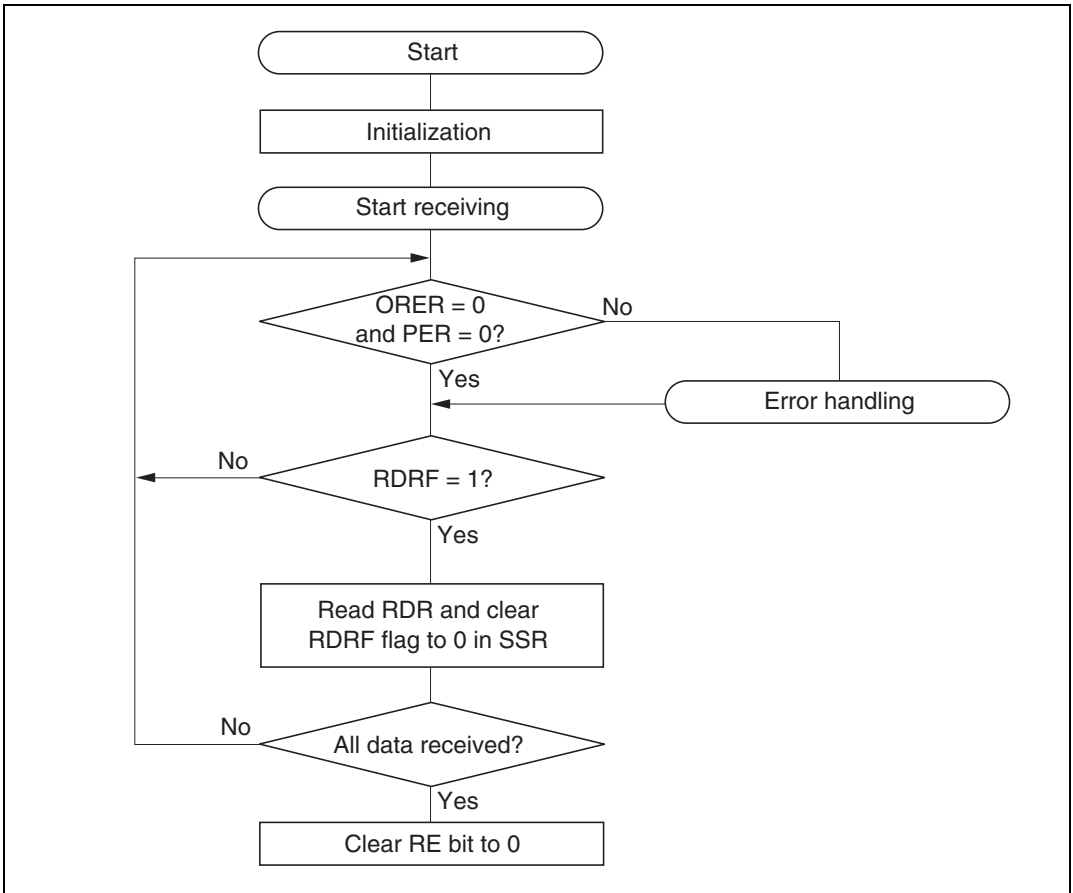 Start
Initialization
Start receiving
ORER = 0
and PER = 0?
No
Yes
Error handling
No
RDRF = 1?
Yes
Read RDR and clear
RDRF flag to 0 in SSR
No
All data received?
Yes
Clear RE bit to 0